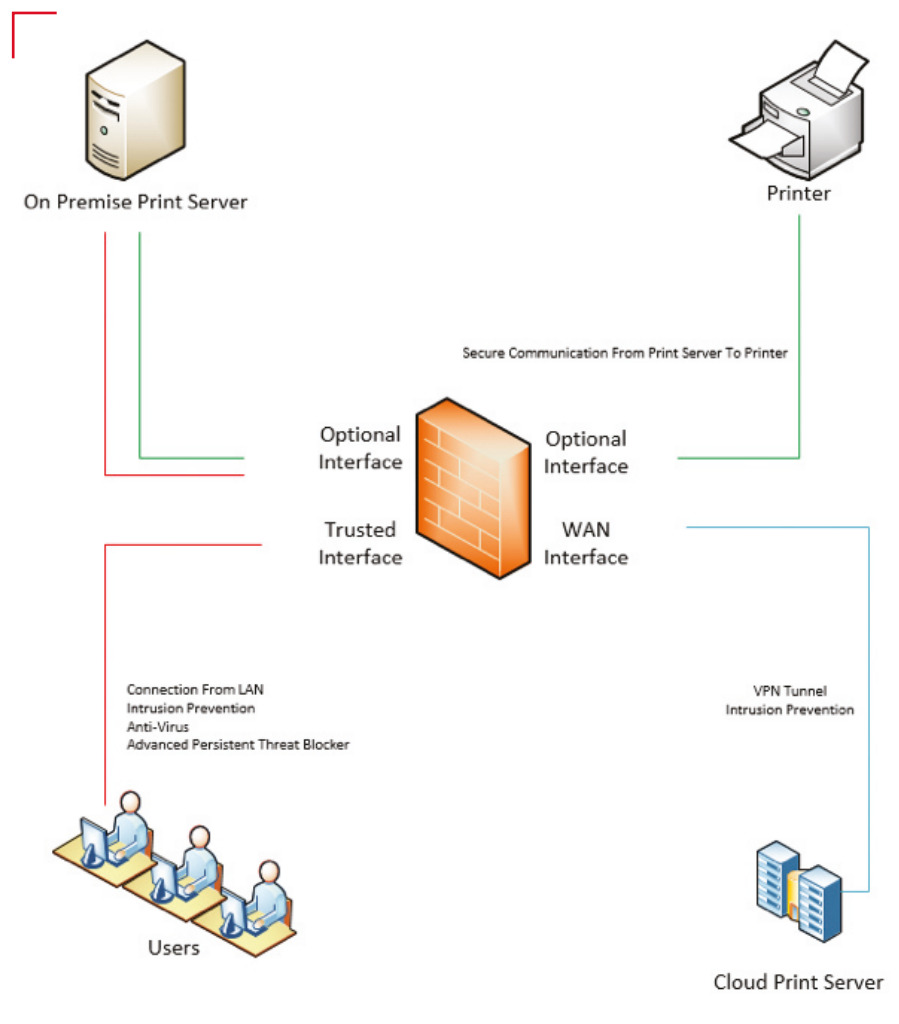 On Premise Print Server
Printer
Secure Communication From Print Server To Printer
Optional
Interface
Optional
Interface
Trusted
Interface
WAN
Interface
Connection From LAN
Intrusion Prevention
Anti-Virus
Advanced Persistent Threat Blocker
VPN Tunnel
Intrusion Prevention
Users
Cloud Print Server